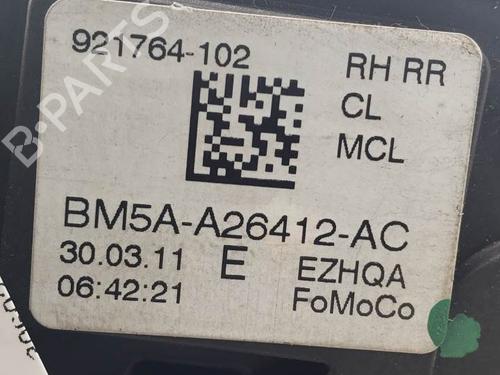 921764-102
RH RR
CL
MCL
BM5A-A26412-AC
30.03.11
E
EZHQA
06:42:21
FoMoCo
B-PARTS